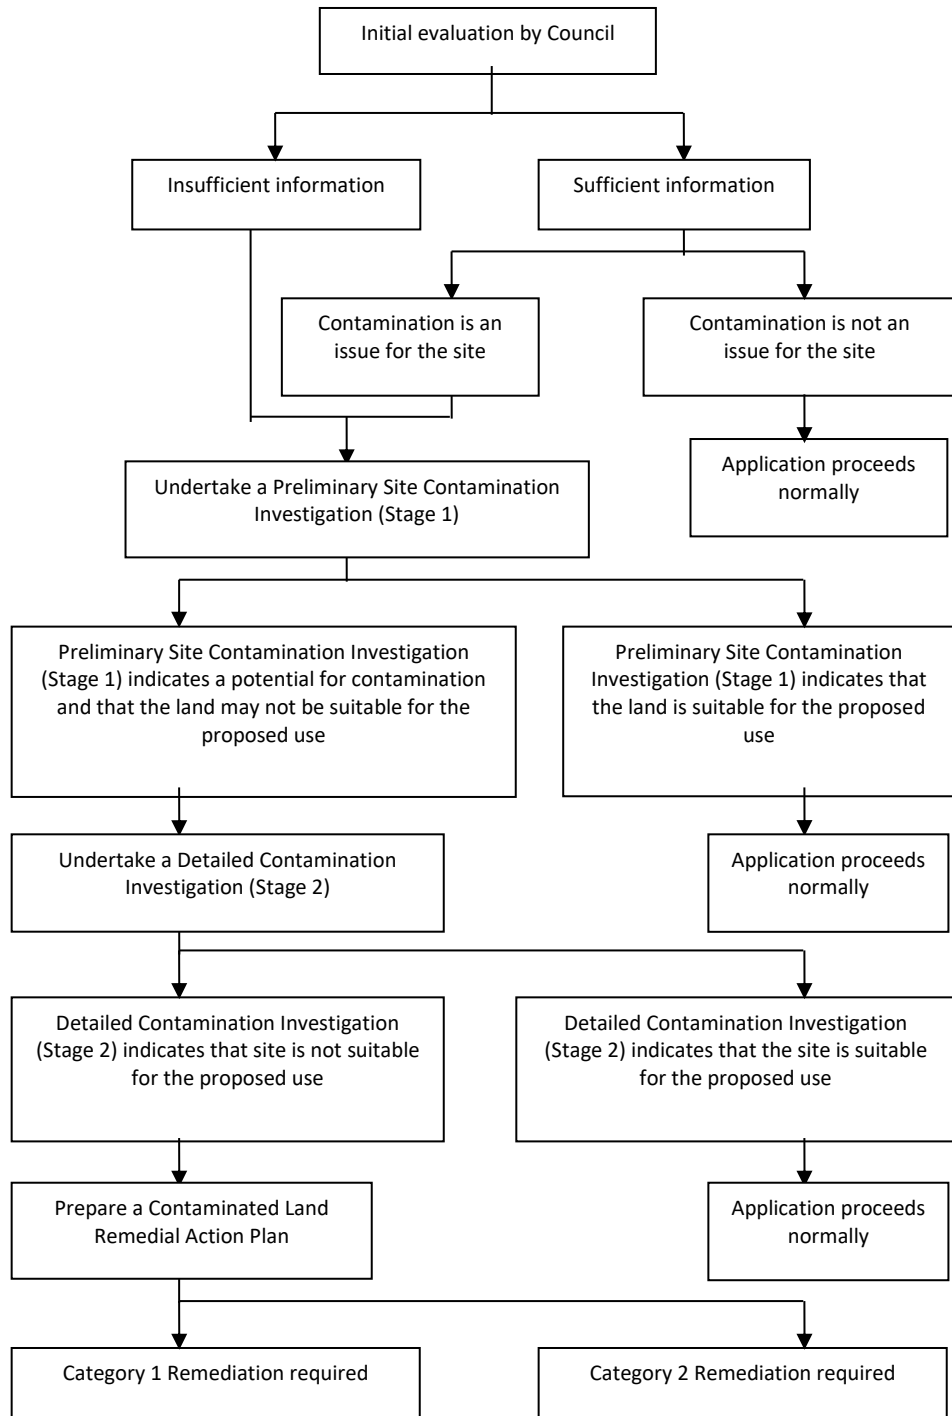 Initial evaluation by Council
Insufficient information
Sufficient information
Contamination is an
issue for the site
Contamination is not an
issue for the site
Application proceeds
normally
Undertake a Preliminary Site Contamination
Investigation (Stage 1)
Preliminary Site Contamination Investigation
(Stage 1) indicates a potential for contamination
and that the land may not be suitable for the
proposed use
Preliminary Site Contamination
Investigation (Stage 1) indicates that
the land is suitable for the proposed
use
Undertake a Detailed Contamination
Investigation (Stage 2)
Application proceeds
normally
Detailed Contamination Investigation
(Stage 2) indicates that site is not suitable
for the proposed use
Detailed Contamination Investigation
(Stage 2) indicates that the site is suitable
for the proposed use
Prepare a Contaminated Land
Remedial Action Plan
Application proceeds
normally
Category 1 Remediation required
Category 2 Remediation required